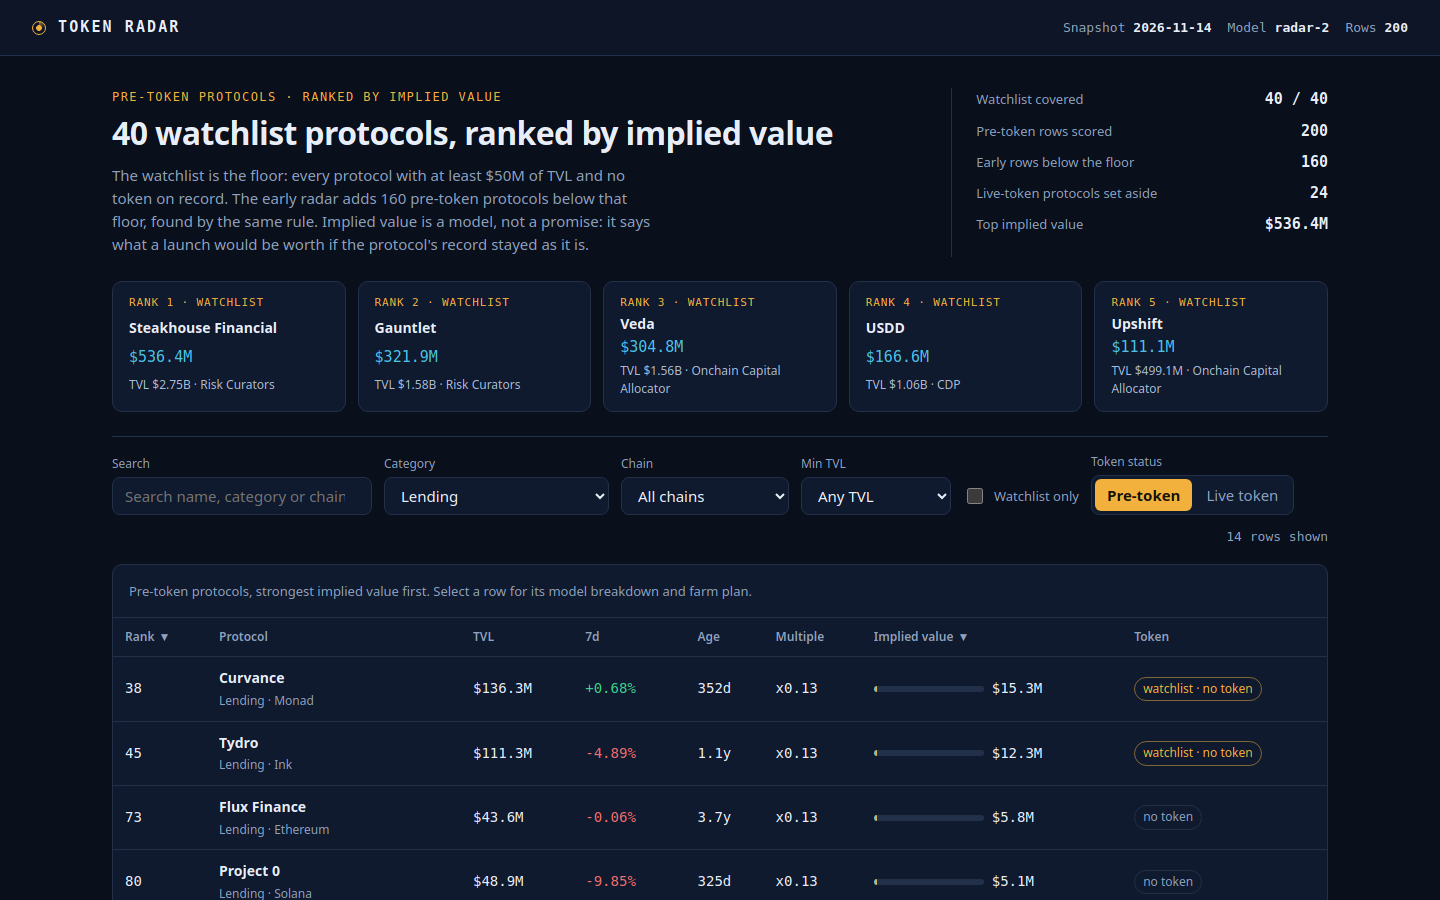 TOKEN RADAR
Snapshot 2026-11-14 Model radar-2 Rows 200
PRE-TOKEN PROTOCOLS · RANKED BY IMPLIED VALUE
40 watchlist protocols, ranked by implied value
The watchlist is the floor: every protocol with at least $50M of TVL and no
token on record. The early radar adds 160 pre-token protocols below that
floor, found by the same rule. Implied value is a model, not a promise: it says
what a launch would be worth if the protocol's record stayed as it is.
Watchlist covered 40 / 40
Pre-token rows scored 200
Early rows below the floor 160
Live-token protocols set aside 24
Top implied value $536.4M
RANK 1 · WATCHLIST
Steakhouse Financial
$536.4M
TVL $2.75B · Risk Curators
RANK 2 · WATCHLIST
Gauntlet
$321.9M
TVL $1.58B · Risk Curators
RANK 3 · WATCHLIST
Veda
$304.8M
TVL $1.56B · Onchain Capital
Allocator
RANK 4 · WATCHLIST
USDD
$166.6M
TVL $1.06B · CDP
RANK 5 · WATCHLIST
Upshift
$111.1M
TVL $499.1M · Onchain Capital
Allocator
Search Category Chain Min TVL Token status
Search name, category or chain Lending All chains Any TVL Watchlist only Pre-token Live token
14 rows shown
Pre-token protocols, strongest implied value first. Select a row for its model breakdown and farm plan.
Rank ▼ Protocol TVL 7d Age Multiple Implied value ▼ Token
38 Curvance $136.3M +0.68% 352d x0.13 $15.3M watchlist · no token
Lending · Monad
45 Tydro $111.3M -4.89% 1.1y x0.13 $12.3M watchlist · no token
Lending · Ink
73 Flux Finance $43.6M -0.06% 3.7y x0.13 $5.8M no token
Lending · Ethereum
80 Project 0 $48.9M -9.85% 325d x0.13 $5.1M no token
Lending · Solana